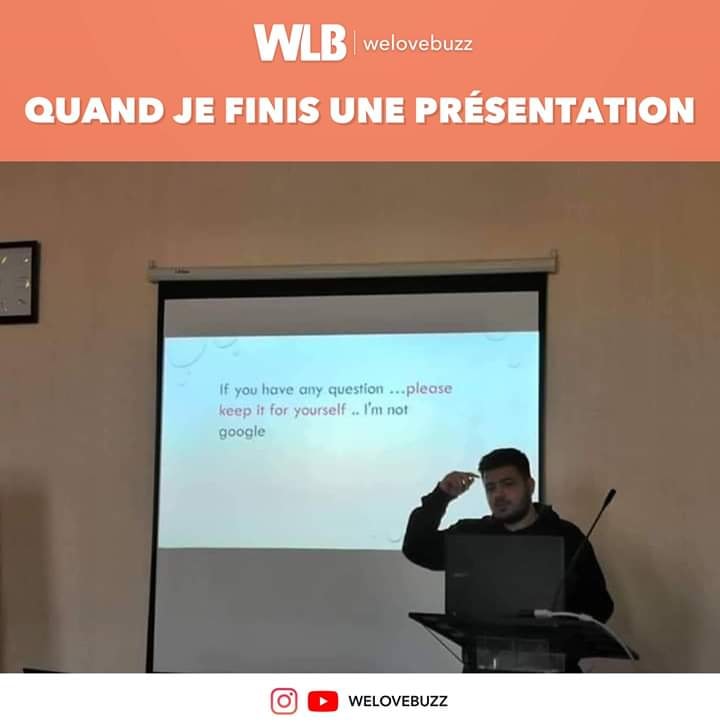 WLB | welovebuzz
QUAND JE FINIS UNE PRÉSENTATION
If you have any question ...please
keep it for yourself .. I'm not
google
WELOVEBUZZ